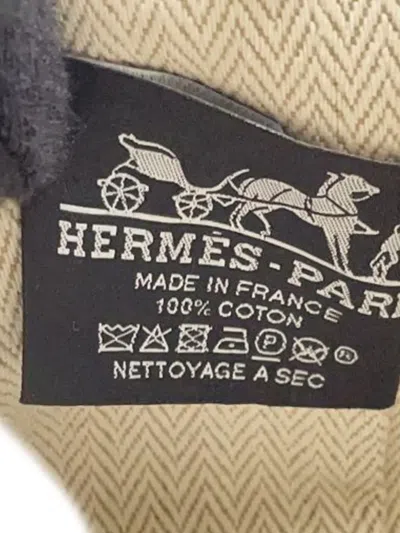 HERMÈS-PARI
MADE IN FRANCE
100% COTON
P
NETTOYAGE A SEC